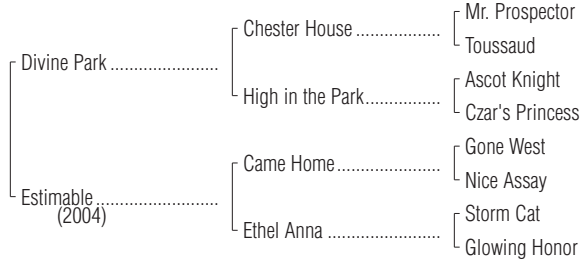 Mr. Prospector
Chester House ..................
Toussaud
Divine Park .......................
Ascot Knight
High in the Park................
Czar's Princess
Gone West
Came Home ......................
Nice Assay
Estimable..........................
(2004)
Storm Cat
Ethel Anna ........................
Glowing Honor